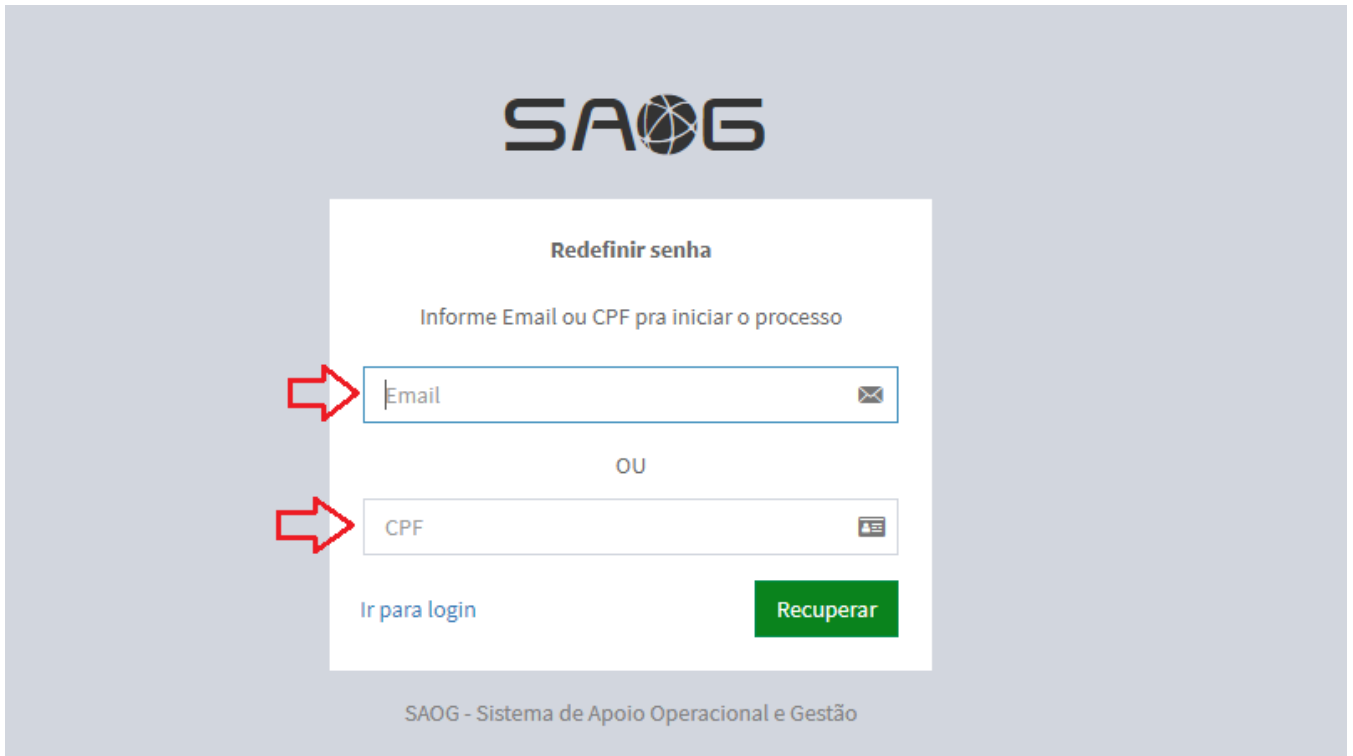 SAOG
Redefinir senha
Informe Email ou CPF pra iniciar o processo
Email
OU
CPF
Ir para login
Recuperar
SAOG - Sistema de Apoio Operacional e Gestão